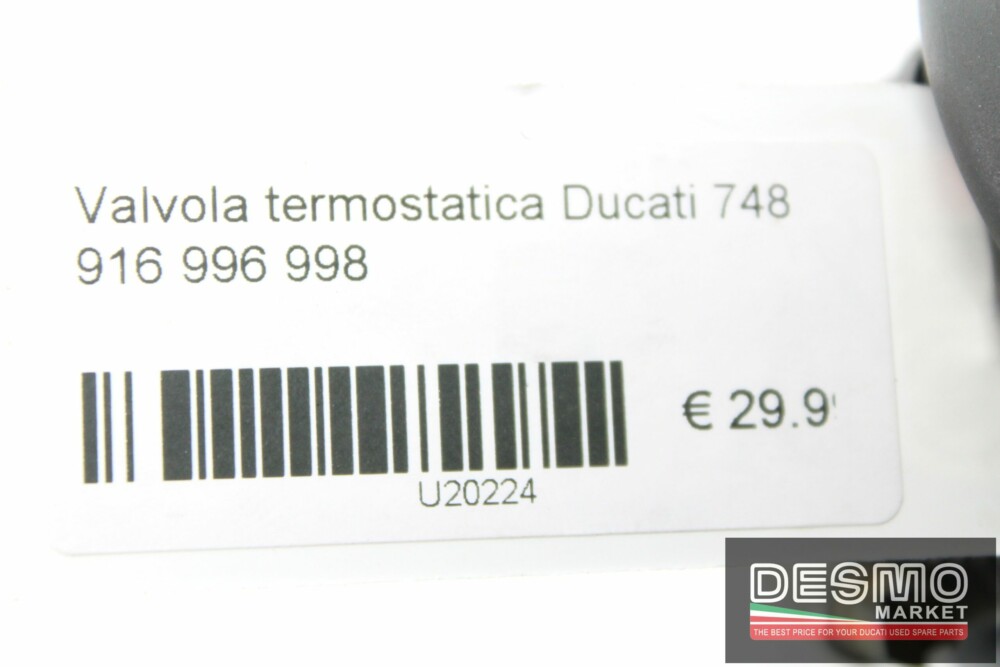 Valvola termostatica Ducati 748
916 996 998
€ 29.9
U20224
DESMO
MARKET
THE BEST PRICE FOR YOUR DUCATI USED SPARE PARTS